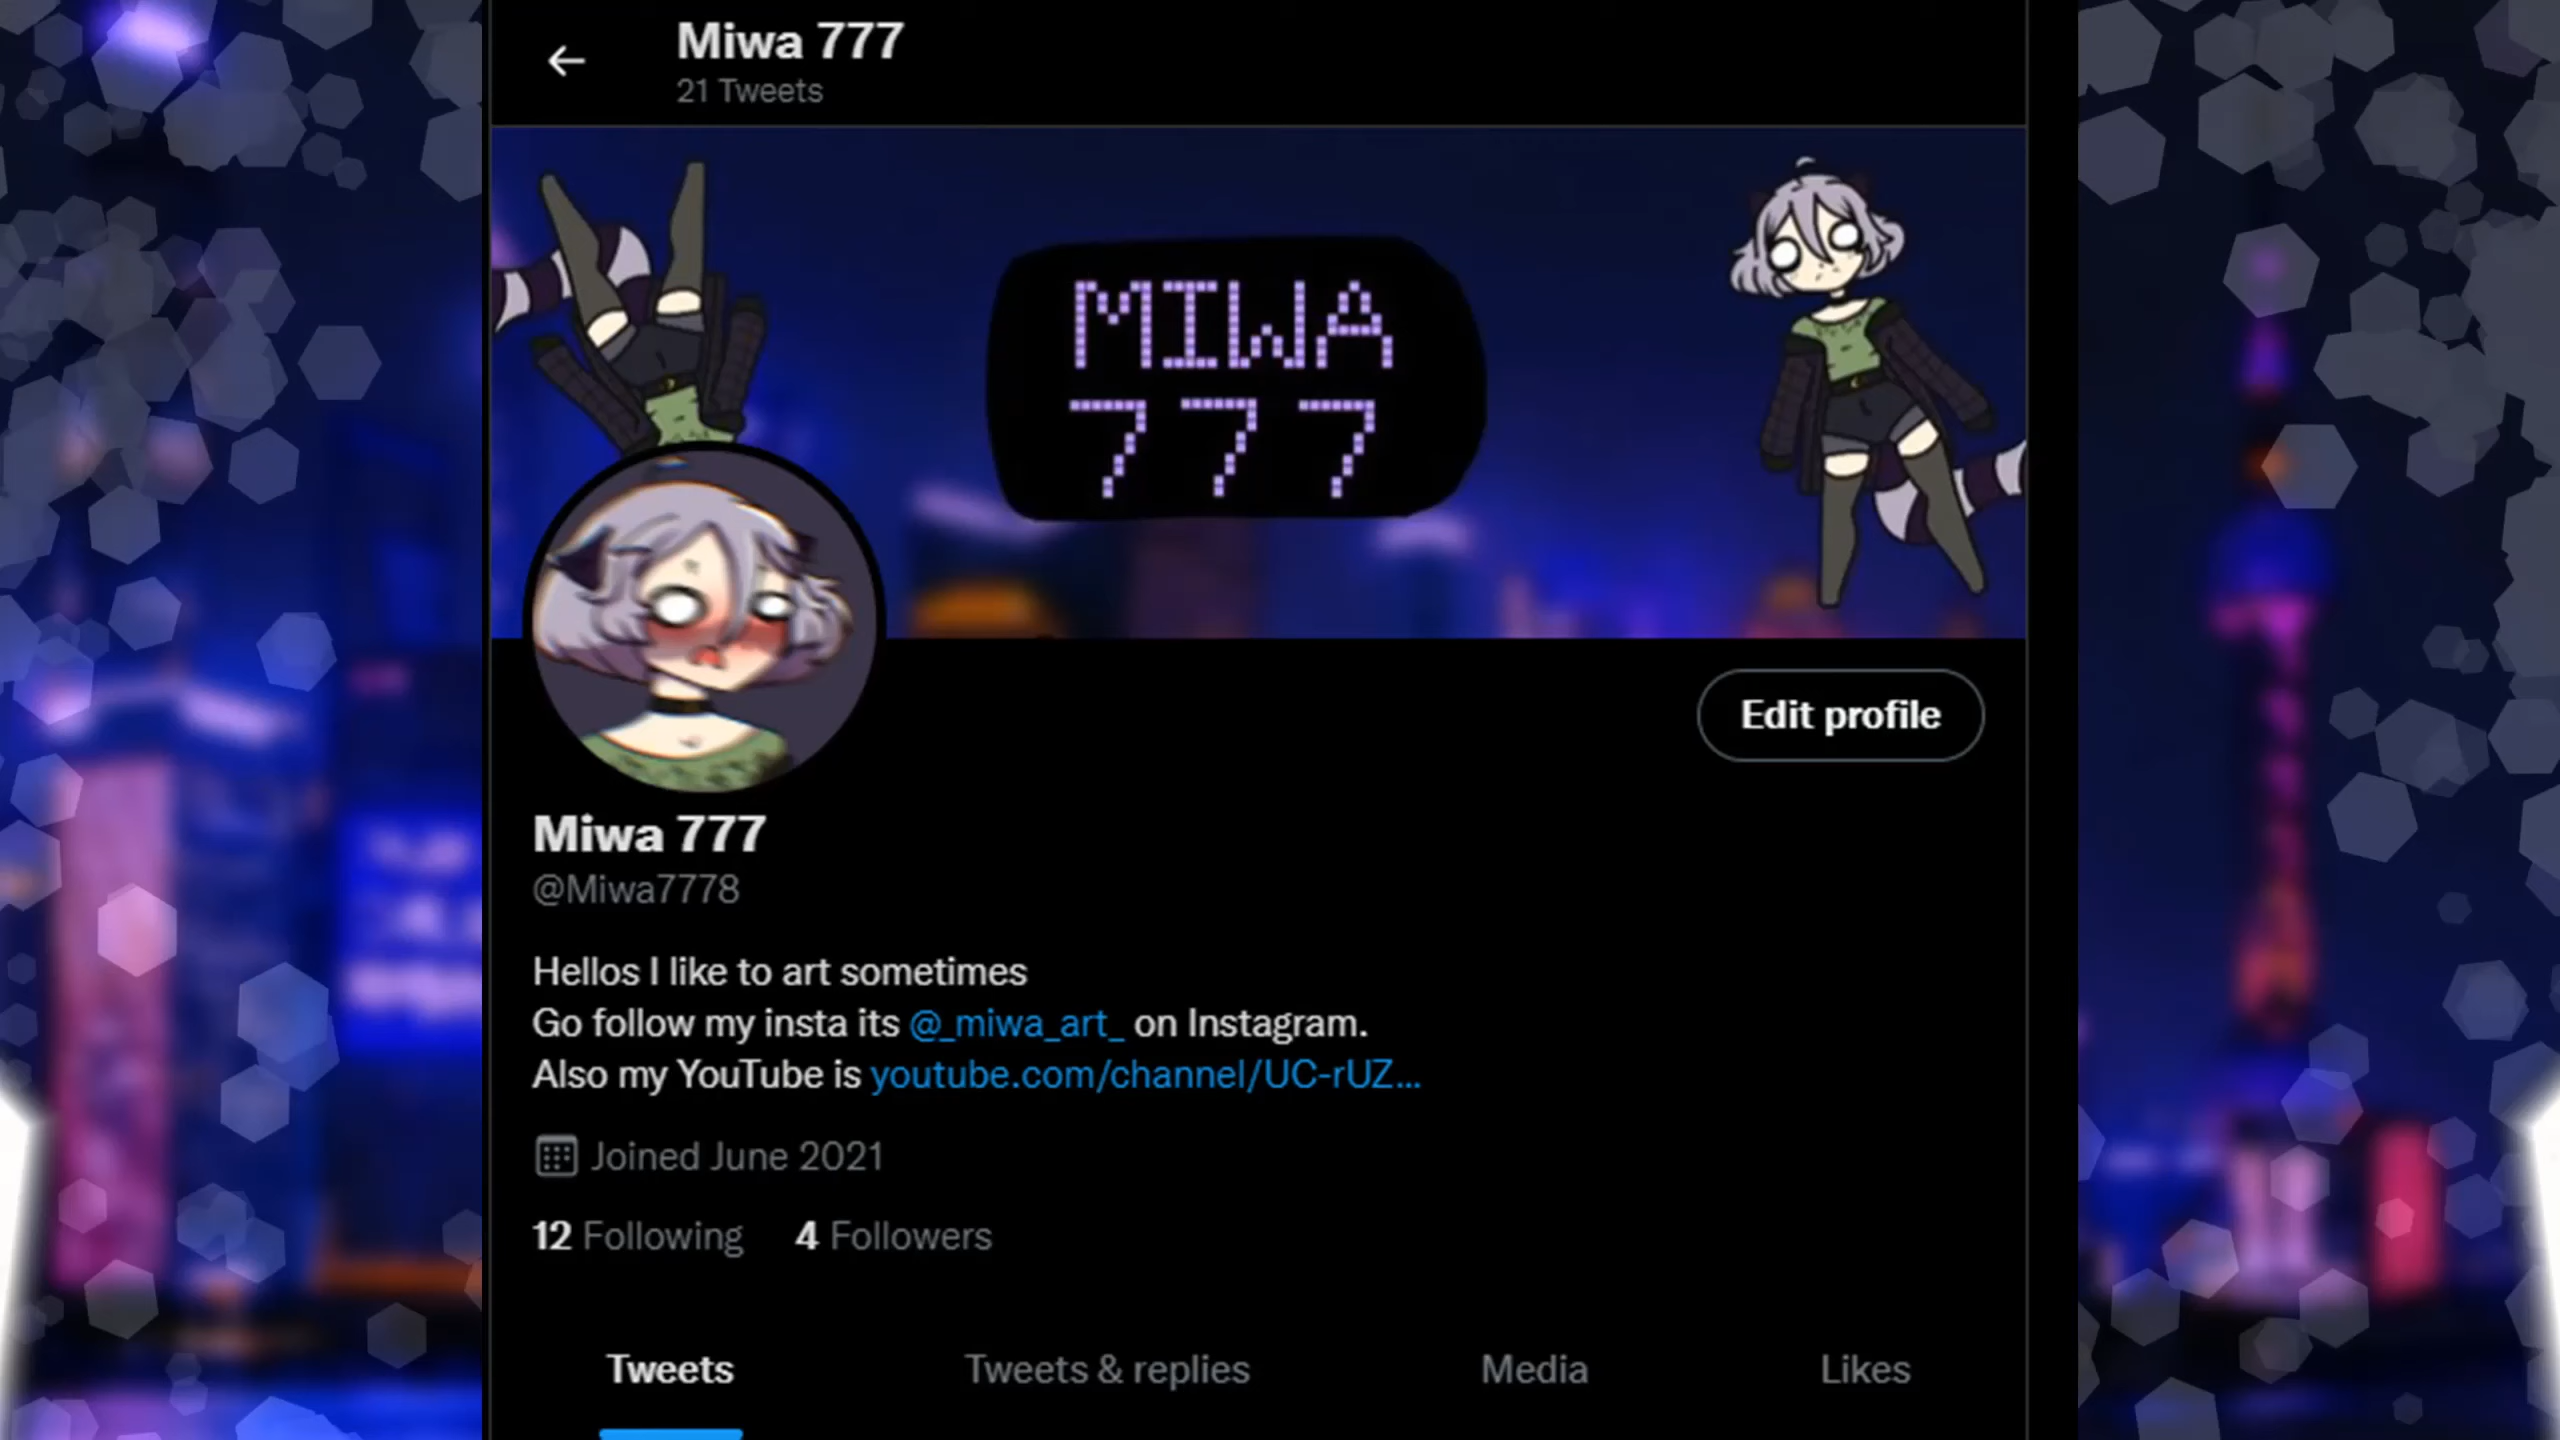 Miwa 777
21 Tweets
MIWA
777
Edit profile
Miwa 777
@Miwa7778
Hellos I like to art sometimes
Go follow my insta its @_miwa_art_ on Instagram.
Also my YouTube is youtube.com/channel/UC-rUZ...
Joined June 2021
12 Following 4 Followers
Tweets Tweets & replies Media Likes